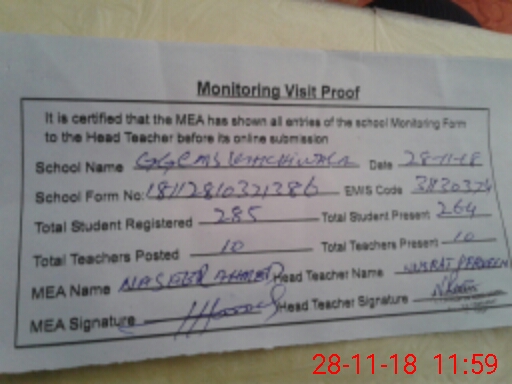 Monitoring Visit Proof
It is certified that the MEA has shown all entries of the school Monitoring Form
to the Head Teacher before its online submission
School Name GGCMS Date 28-11-18
School Form No: EMIS Code
Total Student Registered 285 Total Student Present 264
Total Teachers Posted 10 Total Teachers Present 10
MEA Name NASEER AHMED Head Teacher Name NUSRAT PERVEEN
MEA Signature Head Teacher Signature
28-11-18 11:59